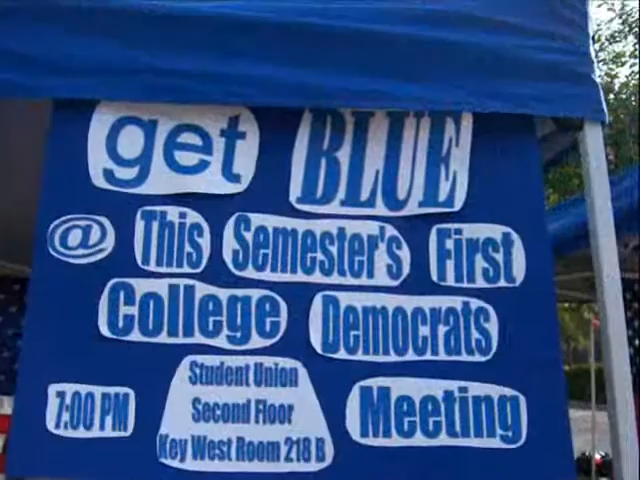 get BLUE
@ This Semester's First
College Democrats
Meeting
7:00 PM
Student Union
Second Floor
Key West Room 218 B